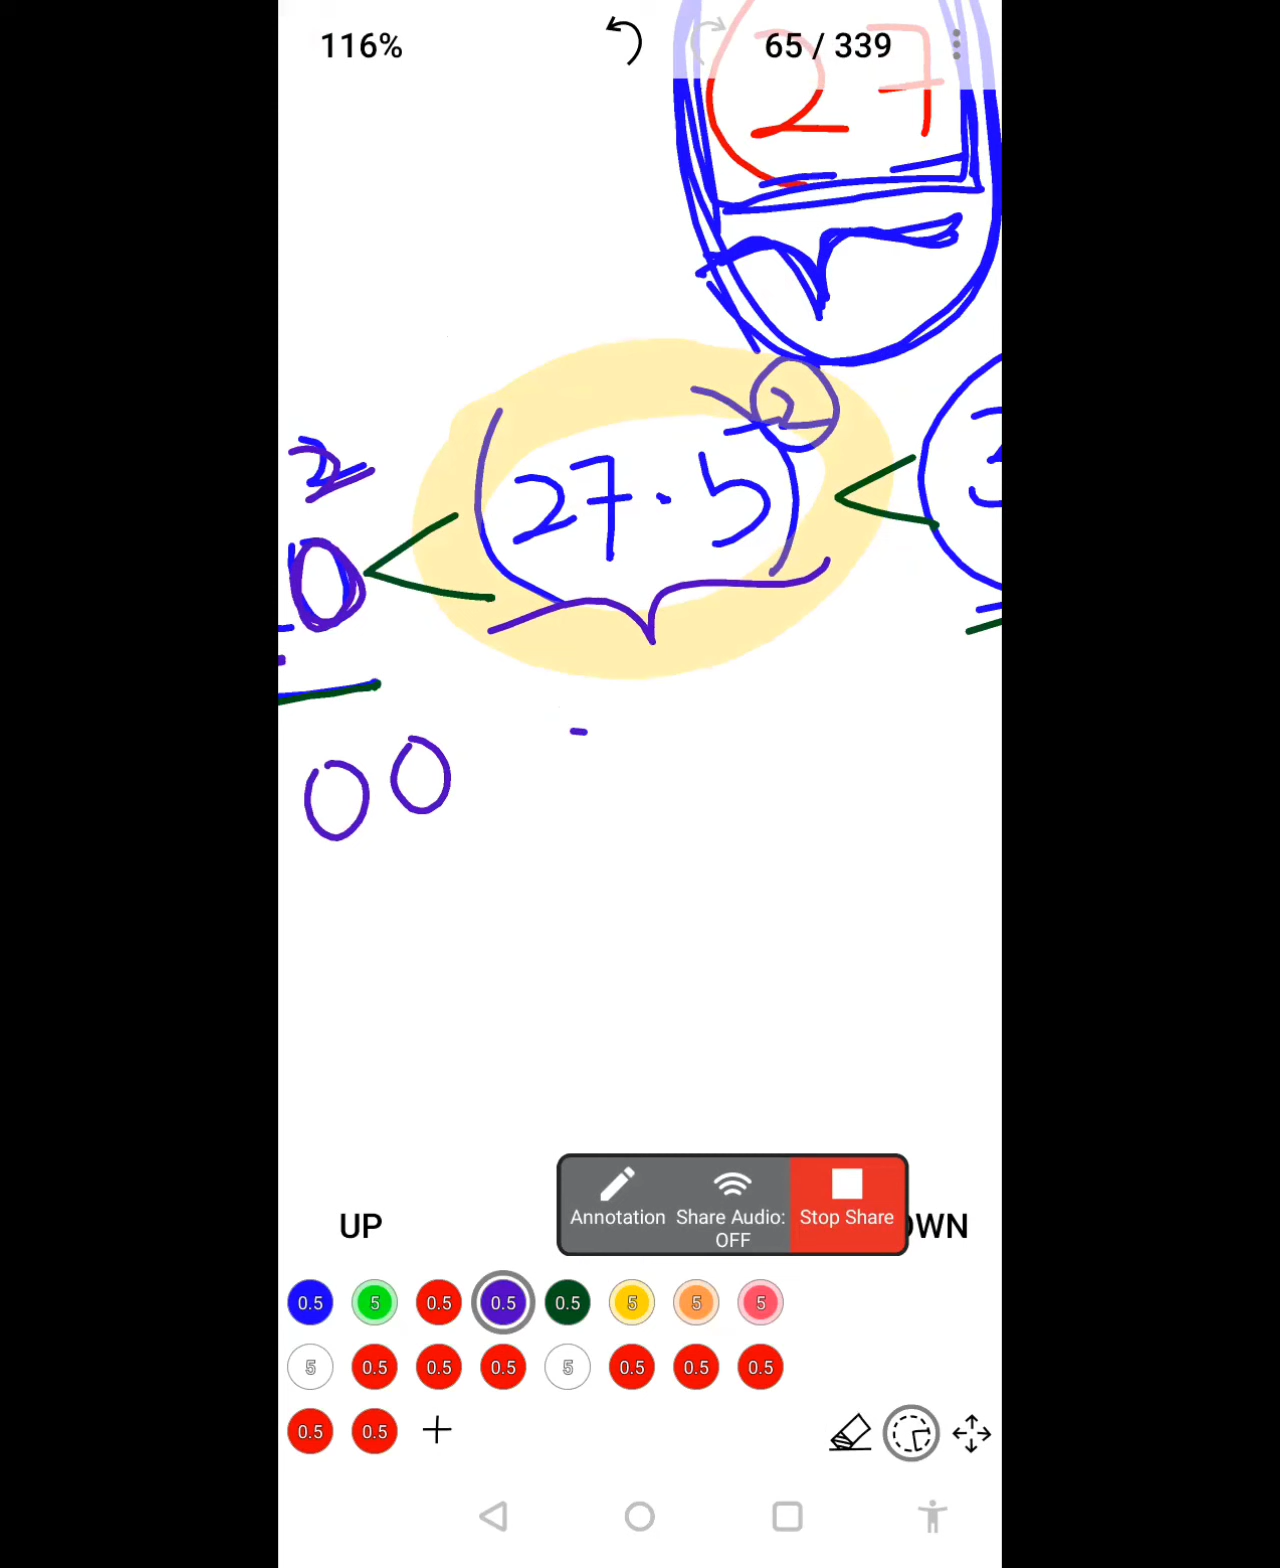 116% 65 / 339
27
2
0 < (27.5)² <
00 -
Annotation Share Audio: OFF Stop Share
UP OWN
0.5 5 0.5 0.5 0.5 5 5 5
5 0.5 0.5 0.5 5 0.5 0.5 0.5
0.5 0.5 +